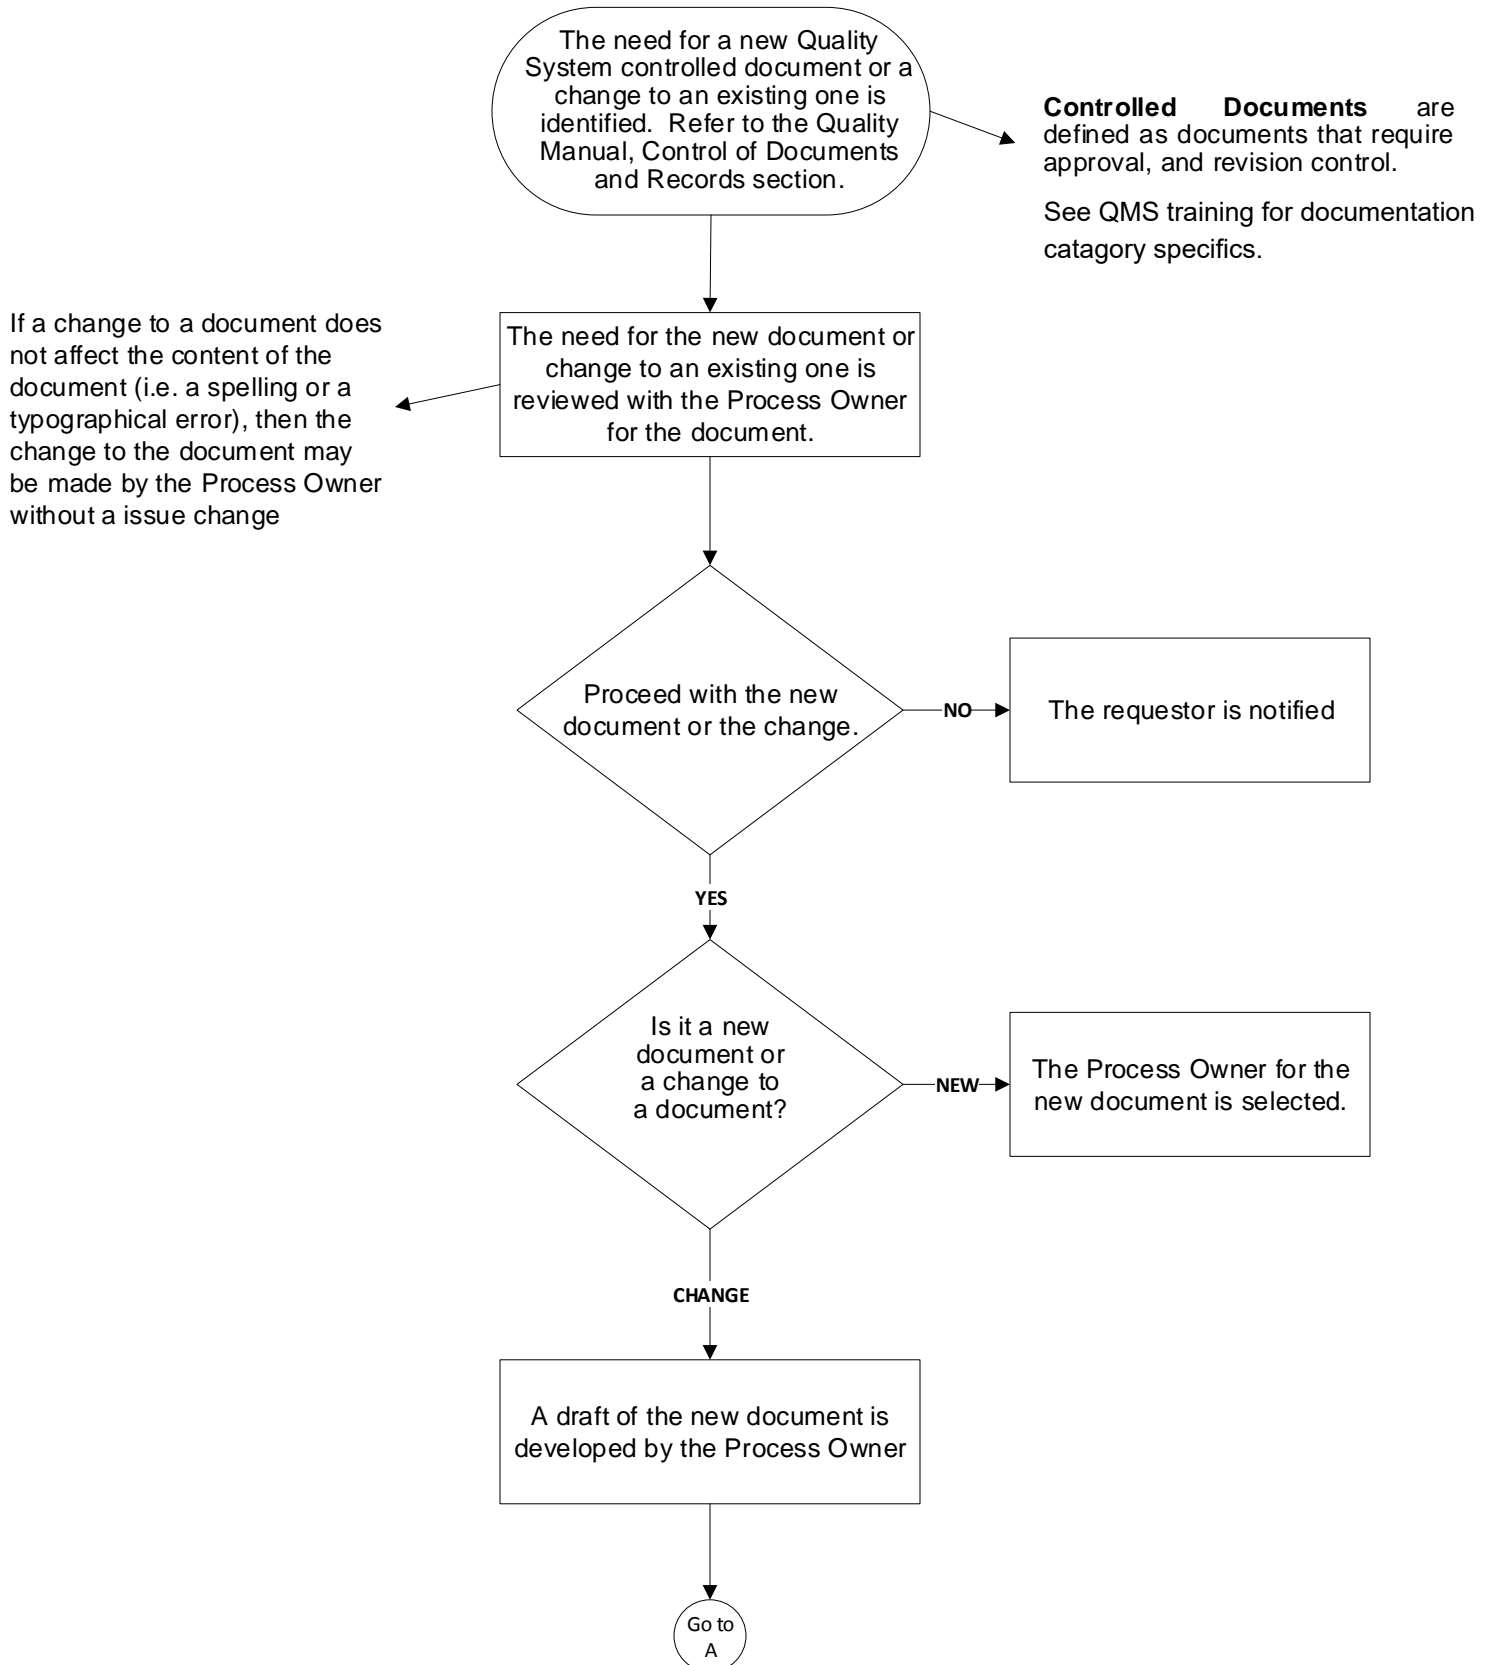 The need for a new Quality
System controlled document or a
change to an existing one is
identified.  Refer to the Quality
Manual, Control of Documents
and Records section.
Controlled Documents are
defined as documents that require
approval, and revision control.
See QMS training for documentation
catagory specifics.
If a change to a document does
not affect the content of the
document (i.e. a spelling or a
typographical error), then the
change to the document may
be made by the Process Owner
without a issue change
The need for the new document or
change to an existing one is
reviewed with the Process Owner
for the document.
Proceed with the new
document or the change.
NO
The requestor is notified
YES
Is it a new
document or
a change to
a document?
NEW
The Process Owner for the
new document is selected.
CHANGE
A draft of the new document is
developed by the Process Owner
Go to
A